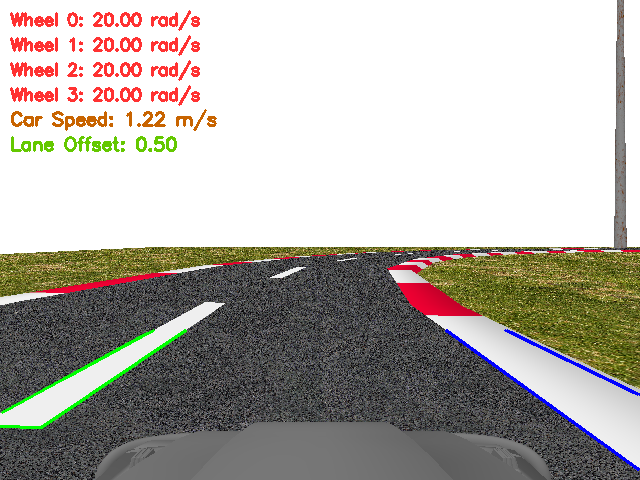 Wheel 0: 20.00 rad/s
Wheel 1: 20.00 rad/s
Wheel 2: 20.00 rad/s
Wheel 3: 20.00 rad/s
Car Speed: 1.22 m/s
Lane Offset: 0.50